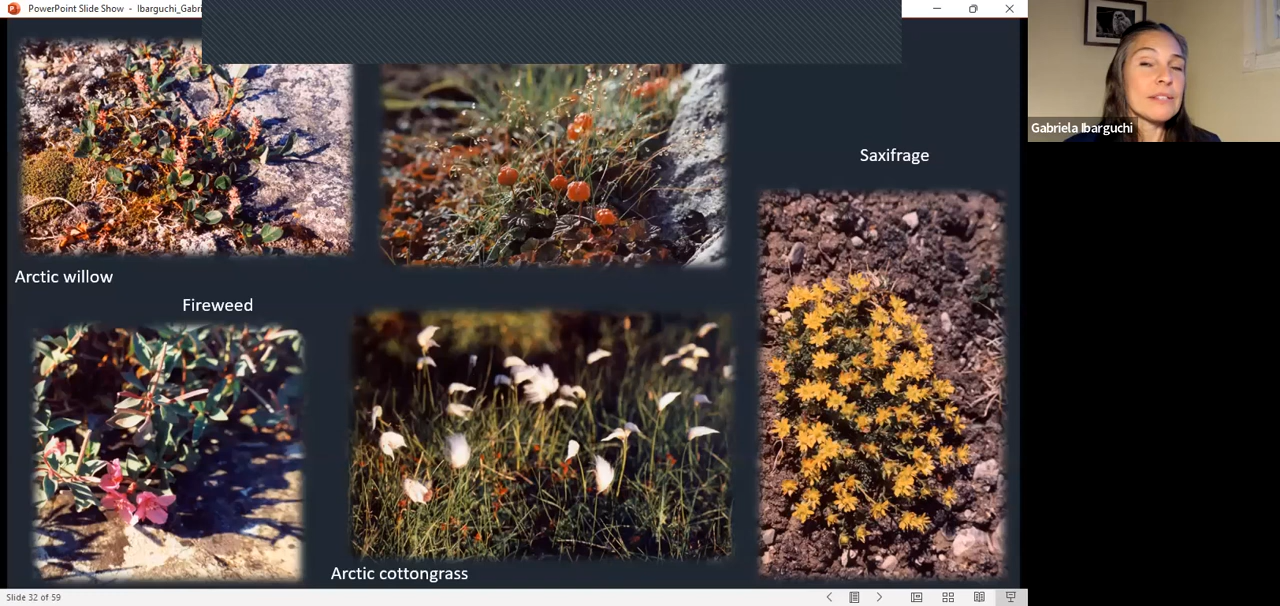 PowerPoint Slide Show - Ibarguchi_Gabri
Gabriela Ibarguchi
Saxifrage
Arctic willow
Fireweed
Arctic cottongrass
Slide 32 of 59